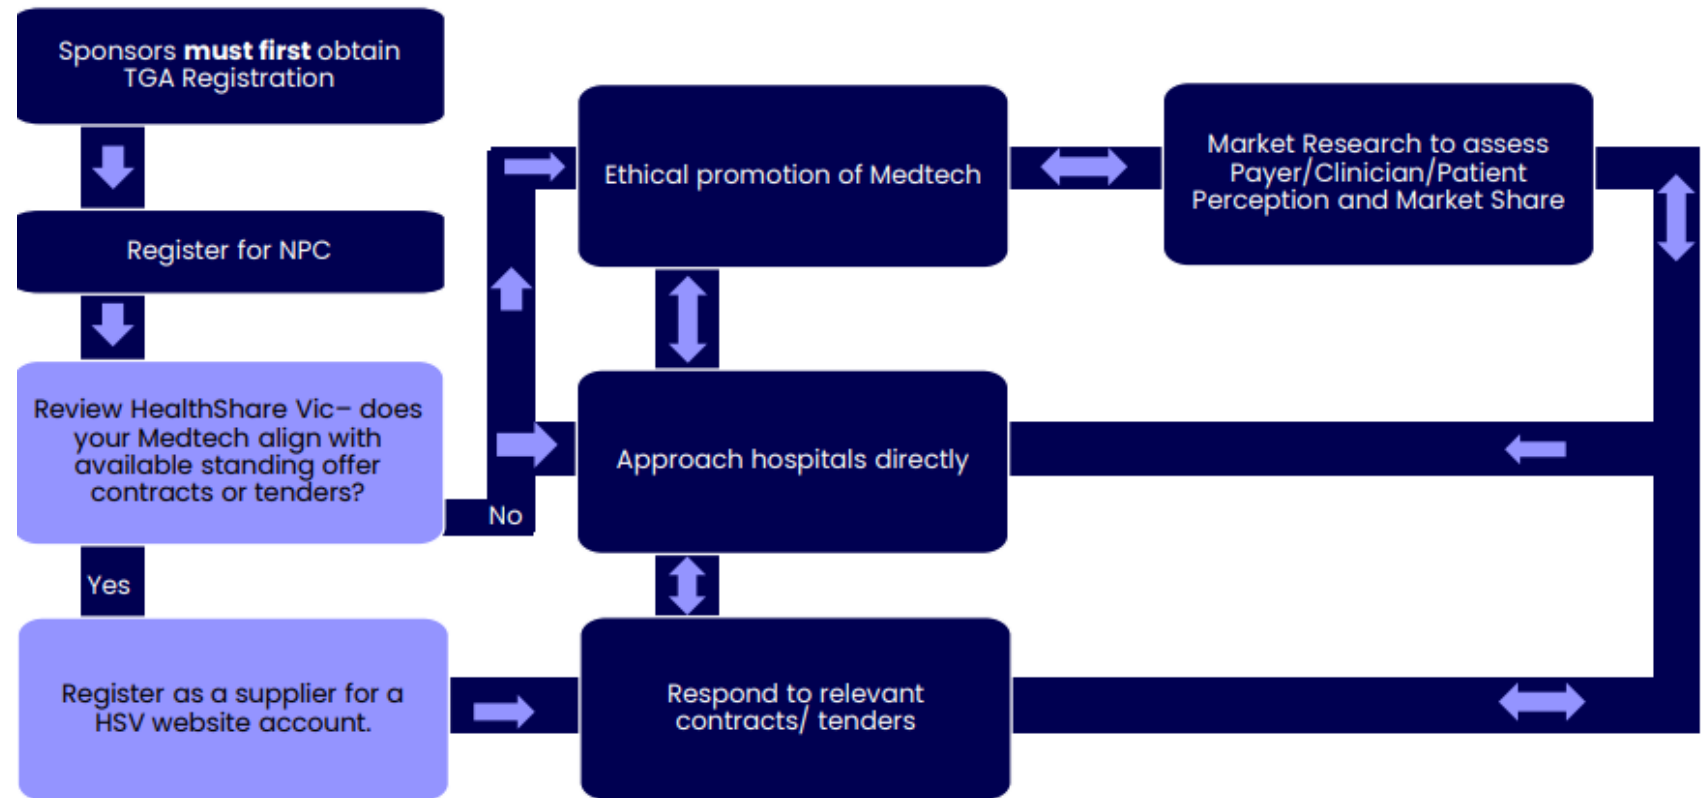 Sponsors must first obtain
TGA Registration
Register for NPC
Review HealthShare Vic– does
your Medtech align with
available standing offer
contracts or tenders?
No
Yes
Register as a supplier for a
HSV website account.
Ethical promotion of Medtech
Approach hospitals directly
Respond to relevant
contracts/ tenders
Market Research to assess
Payer/Clinician/Patient
Perception and Market Share